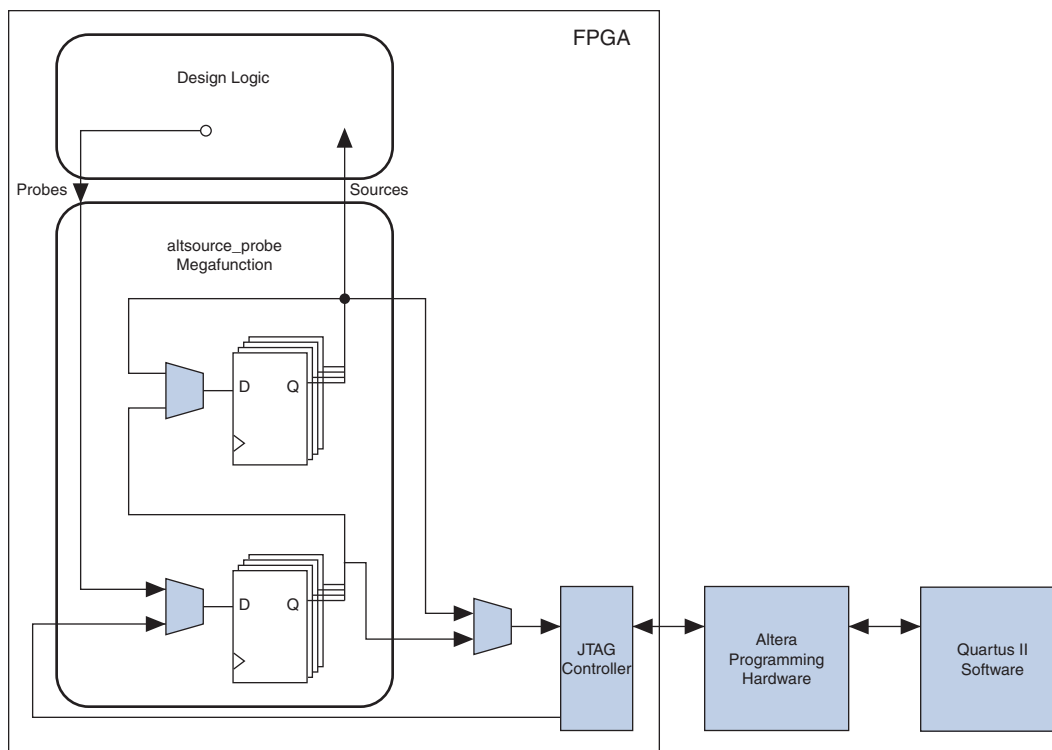 FPGA
Design Logic
Probes
Sources
altsource_probe
Megafunction
D Q
D Q
JTAG
Controller
Altera
Programming
Hardware
Quartus II
Software